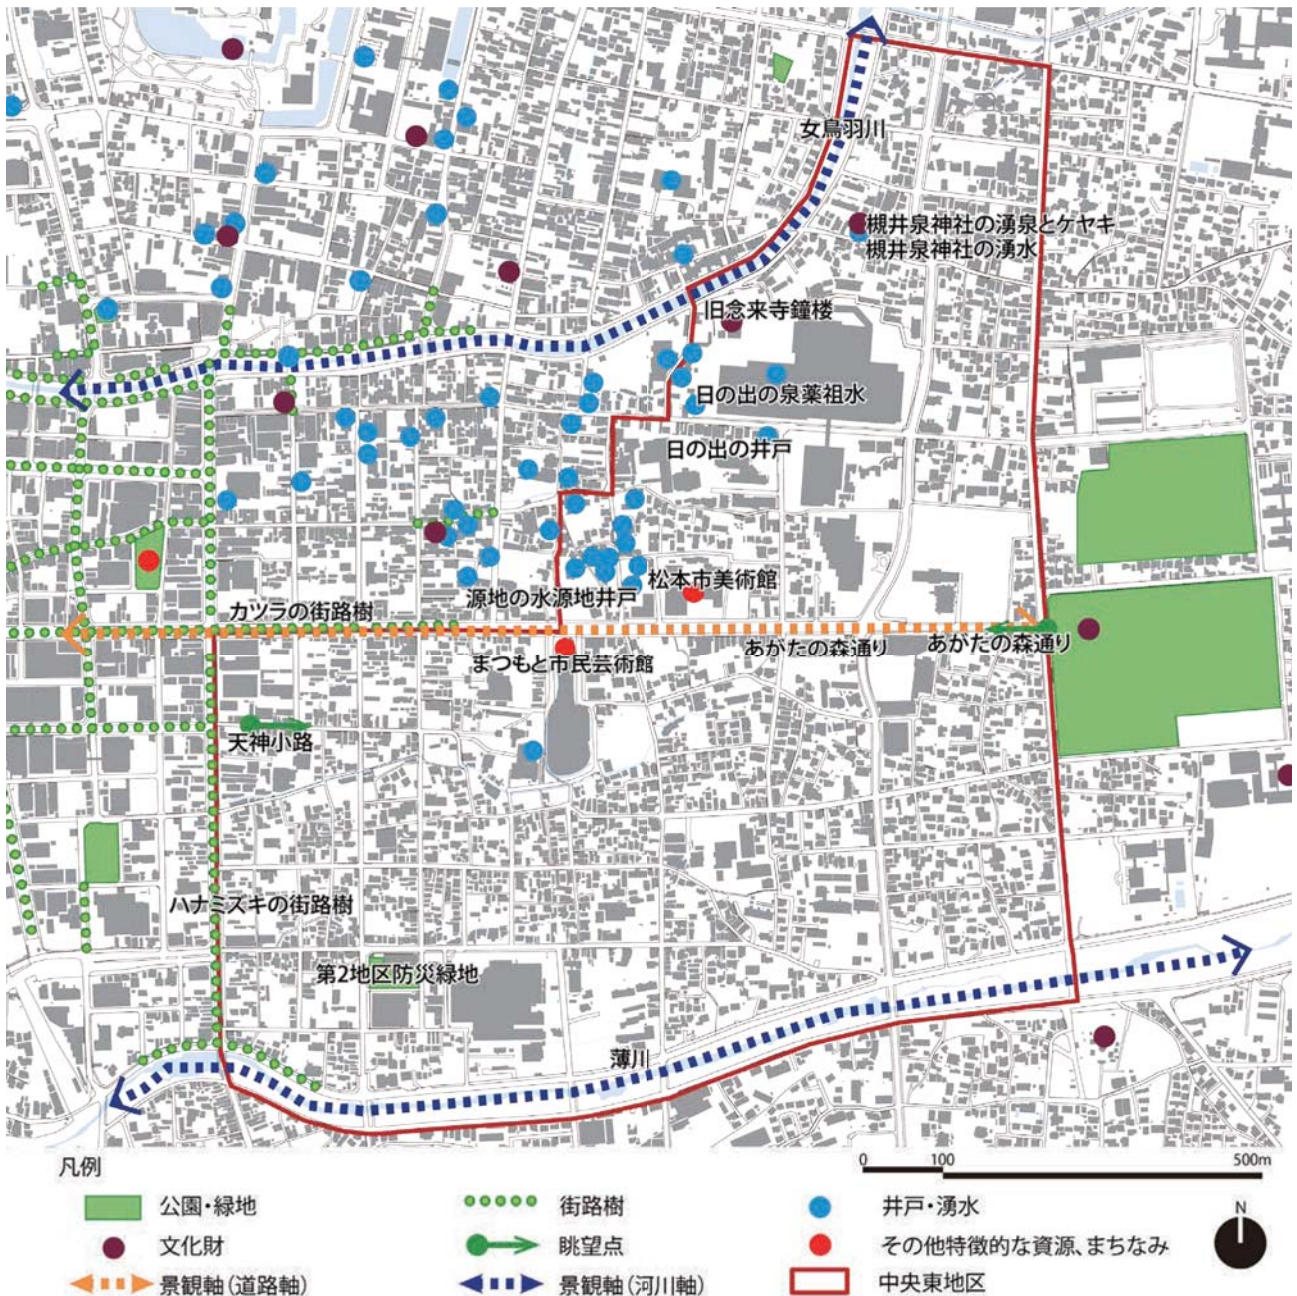 女鳥羽川
槻井泉神社の湧泉とケヤキ
槻井泉神社の湧水
旧念来寺鐘楼
日の出の泉薬祖水
日の出の井戸
松本市美術館
源地の水源地井戸
カツラの街路樹
あがたの森通り
あがたの森通り
まつもと市民芸術館
天神小路
ハナミズキの街路樹
第2地区防災緑地
薄川
凡例
0 100 500m
公園・緑地
街路樹
井戸・湧水
N
文化財
眺望点
その他特徴的な資源、まちなみ
景観軸(道路軸)
景観軸(河川軸)
中央東地区